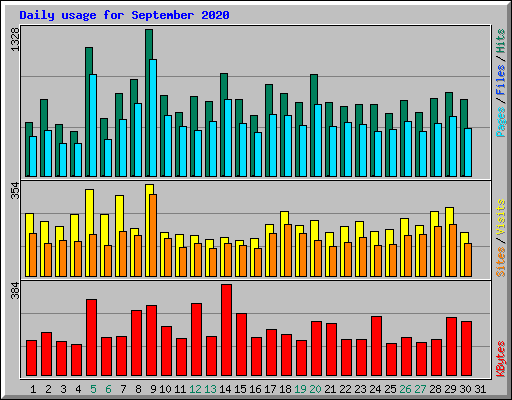 Daily usage for September 2020
1328
Pages / Files / Hits
354
Sites / Visits
384
KBytes
1 2 3 4 5 6 7 8 9 10 11 12 13 14 15 16 17 18 19 20 21 22 23 24 25 26 27 28 29 30 31